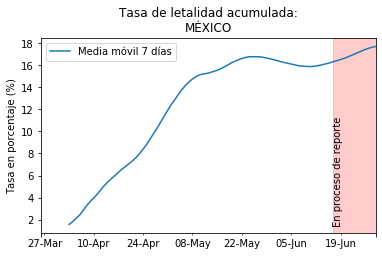 Tasa de letalidad acumulada:
MÉXICO
Media móvil 7 días
Tasa en porcentaje (%)
18
16
14
12
10
8
6
4
2
En proceso de reporte
27-Mar 10-Apr 24-Apr 08-May 22-May 05-Jun 19-Jun